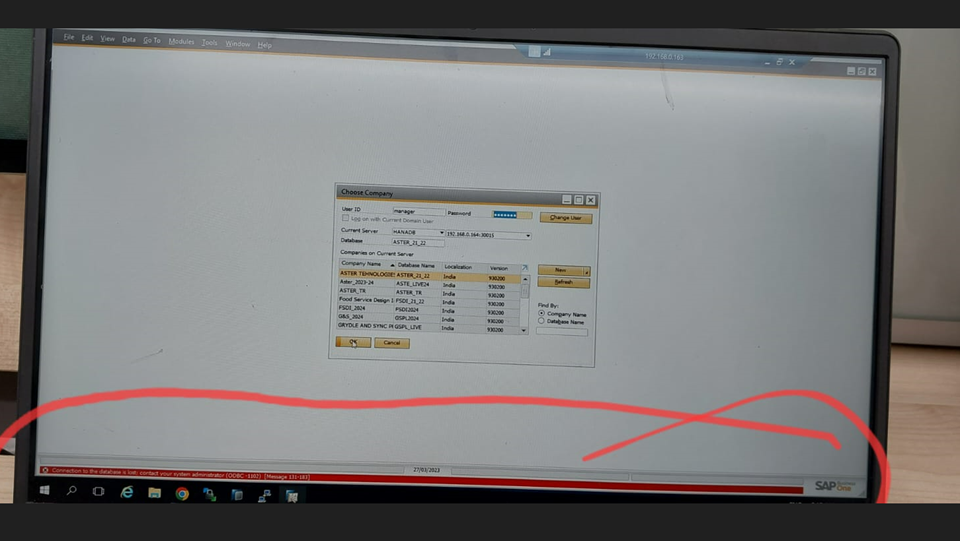 File Edit View Data Go To Modules Tools Window Help
192.168.0.163
Choose Company
User ID manager Password Change User
Log on with Current Domain User
Current Server HANADB 192.168.0.164:30015
Database ASTER_21_22
Companies on Current Server
Company Name Database Name Localization Version New
ASTER TEHNOLOGIES ASTER_21_22 India 930200
Refresh
Aster_2023-24 ASTE_LIVE24 India 930200
ASTER_TR ASTER_TR India 930200
Food Service Design FSDI_21_22 India 930200
Find By:
FSDI_2024 FSDI2024 India 930200 Company Name
G&S_2024 GSPL2024 India 930200 Database Name
GRYDLE AND SYNC GSPL_LIVE India 930200
OK Cancel
27/03/2023
Connection to the database is lost; contact your system administrator (ODBC -1102) [Message 131-183]
SAP Business One